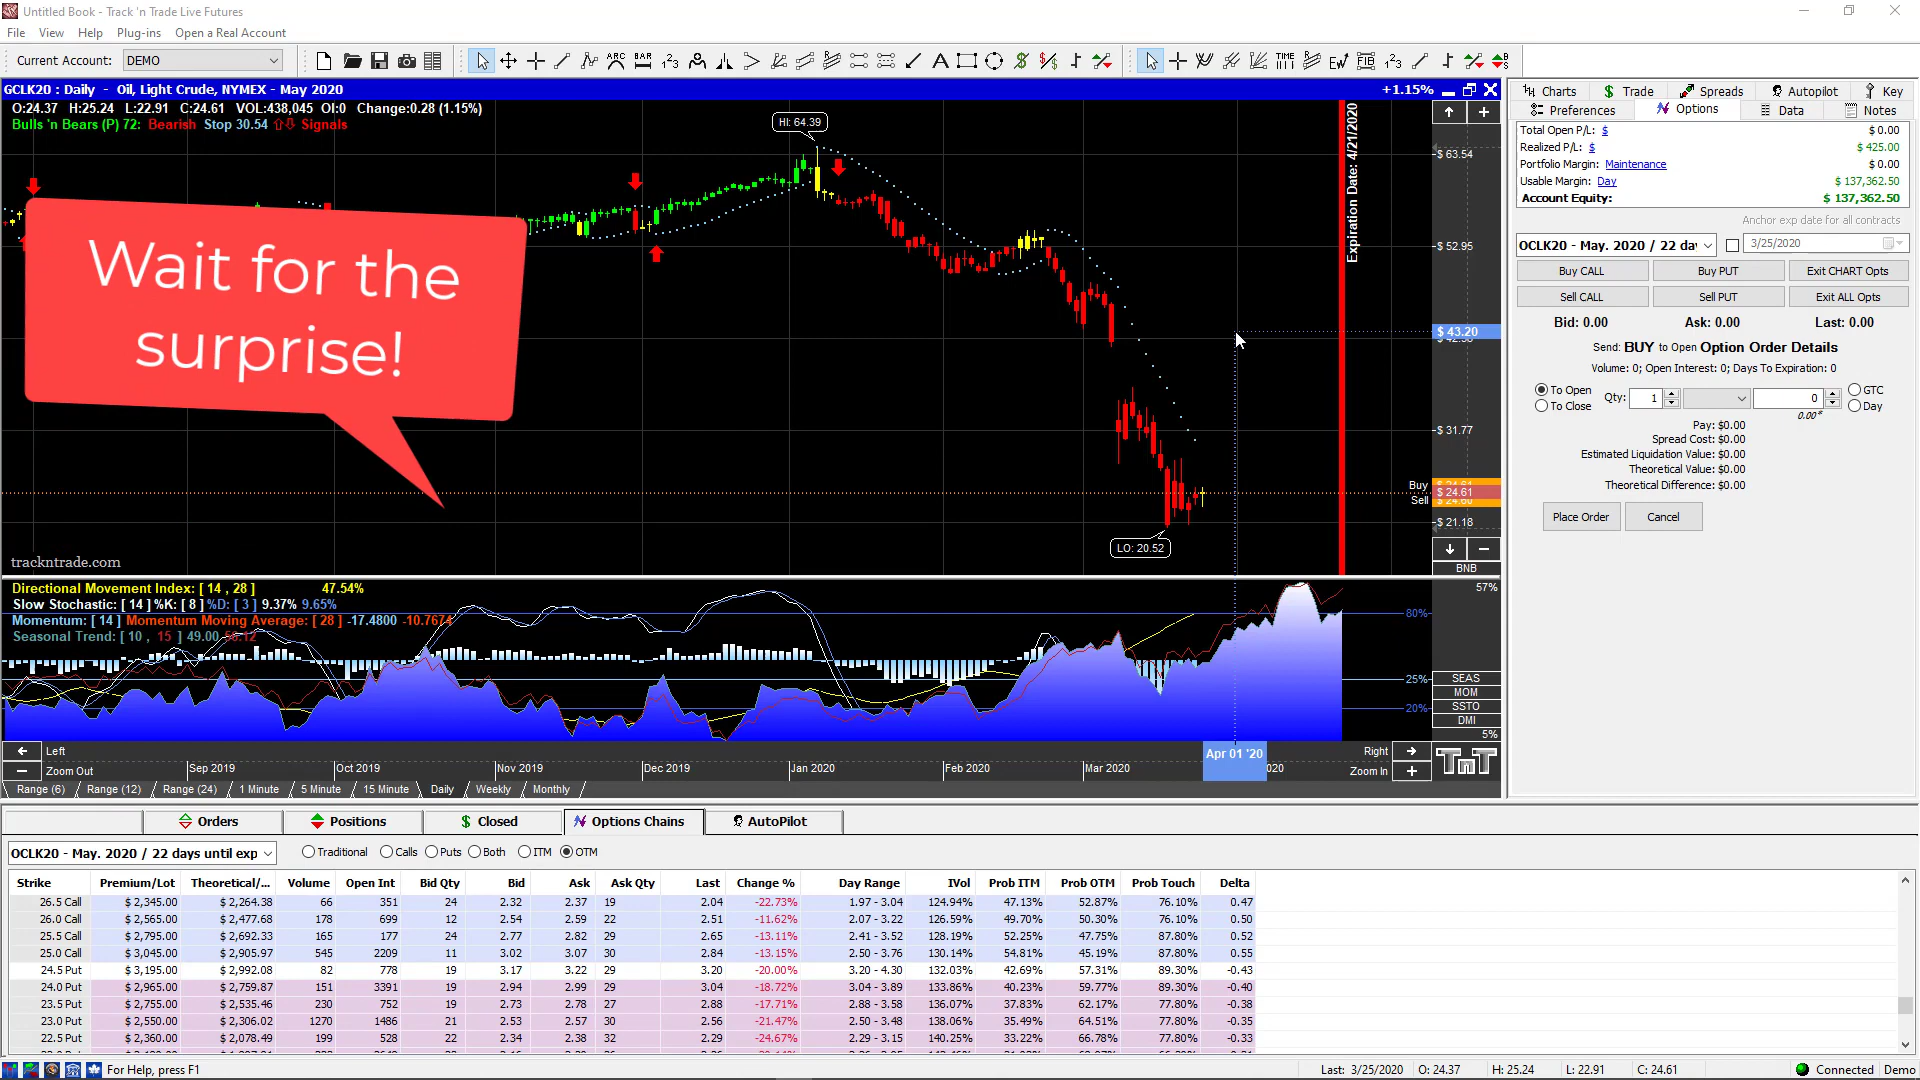 Untitled Book - Track 'n Trade Live Futures
File View Help Plug-ins Open a Real Account
Current Account: DEMO
GCLK20 : Daily - Oil, Light Crude, NYMEX - May 2020 +1.15%
O:24.37 H:25.24 L:22.91 C:24.61 VOL:438,045 OI:0 Change:0.28 (1.15%)
Bulls 'n Bears (P) 72: Bearish Stop 30.54 Signals
HI: 64.39
Expiration Date: 4/21/2020
Wait for the
surprise!
$ 63.54
$ 52.95
$ 43.20
$ 31.77
Buy
$ 24.61
Sell
$ 21.18
LO: 20.52
BNB
trackntrade.com
Directional Movement Index: [ 14 , 28 ] 47.54%
Slow Stochastic: [ 14 ] %K: [ 8 ] %D: [ 3 ] 9.37% 9.65%
Momentum: [ 14 ] Momentum Moving Average: [ 28 ] -17.4800 -10.7674
Seasonal Trend: [ 10 , 15 ] 49.00
57%
80%
25%
20%
SEAS
MOM
SSTO
DMI
5%
Left Right
Zoom Out Sep 2019 Oct 2019 Nov 2019 Dec 2019 Jan 2020 Feb 2020 Mar 2020 Apr 01 '20 020 Zoom In
Range (6) Range (12) Range (24) 1 Minute 5 Minute 15 Minute Daily Weekly Monthly
Charts $ Trade Spreads Autopilot Key
Preferences Options Data Notes
Total Open P/L: $ $ 0.00
Realized P/L: $ $ 425.00
Portfolio Margin: Maintenance $ 0.00
Usable Margin: Day $ 137,362.50
Account Equity: $ 137,362.50
Anchor exp date for all contracts
OCLK20 - May. 2020 / 22 da 3/25/2020
Buy CALL Buy PUT Exit CHART Opts
Sell CALL Sell PUT Exit ALL Opts
Bid: 0.00 Ask: 0.00 Last: 0.00
Send: BUY to Open Option Order Details
Volume: 0; Open Interest: 0; Days To Expiration: 0
To Open Qty: 1 0 GTC
To Close Day
0.00*
Pay: $0.00
Spread Cost: $0.00
Estimated Liquidation Value: $0.00
Theoretical Value: $0.00
Theoretical Difference: $0.00
Place Order Cancel
Orders Positions $ Closed Options Chains AutoPilot
OCLK20 - May. 2020 / 22 days until exp Traditional Calls Puts Both ITM OTM
Strike Premium/Lot Theoretical/... Volume Open Int Bid Qty Bid Ask Ask Qty Last Change % Day Range IVol Prob ITM Prob OTM Prob Touch Delta
26.5 Call $ 2,345.00 $ 2,264.38 66 351 24 2.32 2.37 19 2.04 -22.73% 1.97 - 3.04 124.94% 47.13% 52.87% 76.10% 0.47
26.0 Call $ 2,565.00 $ 2,477.68 178 699 12 2.54 2.59 22 2.51 -11.62% 2.07 - 3.22 126.59% 49.70% 50.30% 76.10% 0.50
25.5 Call $ 2,795.00 $ 2,692.33 165 177 24 2.77 2.82 29 2.65 -13.11% 2.41 - 3.52 128.19% 52.25% 47.75% 87.80% 0.52
25.0 Call $ 3,045.00 $ 2,905.97 545 2209 11 3.02 3.07 30 2.84 -13.15% 2.50 - 3.76 130.14% 54.81% 45.19% 87.80% 0.55
24.5 Put $ 3,195.00 $ 2,992.08 82 778 19 3.17 3.22 29 3.20 -20.00% 3.20 - 4.30 132.03% 42.69% 57.31% 89.30% -0.43
24.0 Put $ 2,965.00 $ 2,759.87 151 3391 19 2.94 2.99 29 3.04 -18.72% 3.04 - 3.89 133.86% 40.23% 59.77% 89.30% -0.40
23.5 Put $ 2,755.00 $ 2,535.46 230 752 19 2.73 2.78 27 2.88 -17.71% 2.88 - 3.58 136.07% 37.83% 62.17% 77.80% -0.38
23.0 Put $ 2,550.00 $ 2,306.02 1270 1486 21 2.53 2.57 30 2.56 -21.47% 2.50 - 3.48 138.06% 35.49% 64.51% 77.80% -0.35
22.5 Put $ 2,360.00 $ 2,078.49 199 528 22 2.34 2.38 32 2.29 -24.67% 2.29 - 3.15 140.25% 33.22% 66.78% 77.80% -0.33
For Help, press F1 Last: 3/25/2020 O: 24.37 H: 25.24 L: 22.91 C: 24.61 Connected Demo